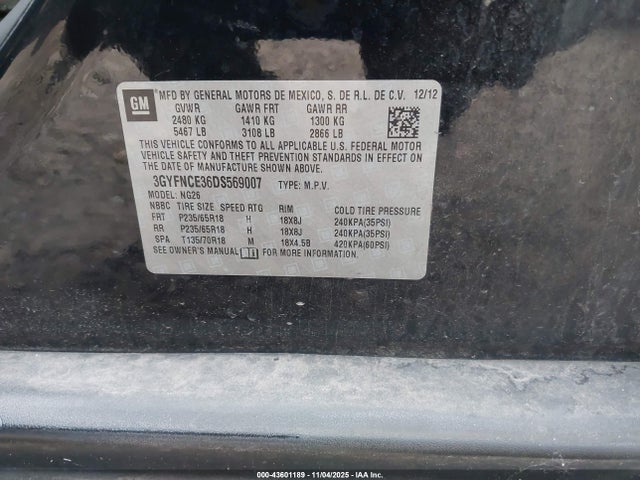 GM
MFD BY GENERAL MOTORS DE MEXICO, S. DE R.L. DE C.V. 12/12
GVWR GAWR FRT GAWR RR
2480 KG 1410 KG 1300 KG
5467 LB 3108 LB 2866 LB
THIS VEHICLE CONFORMS TO ALL APPLICABLE U.S. FEDERAL MOTOR
VEHICLE SAFETY AND THEFT PREVENTION STANDARDS IN EFFECT ON
THE DATE OF MANUFACTURE SHOWN ABOVE.
3GYFNCE36DS569007 TYPE: M.P.V.
MODEL: NG26
NBBC TIRE SIZE SPEED RTG RIM COLD TIRE PRESSURE
FRT P235/65R18 H 18X8J 240KPA(35PSI)
RR P235/65R18 H 18X8J 240KPA(35PSI)
SPA T135/70R18 M 18X4.5B 420KPA(60PSI)
SEE OWNER'S MANUAL FOR MORE INFORMATION.
000-43601189 - 11/04/2025 - IAA Inc.